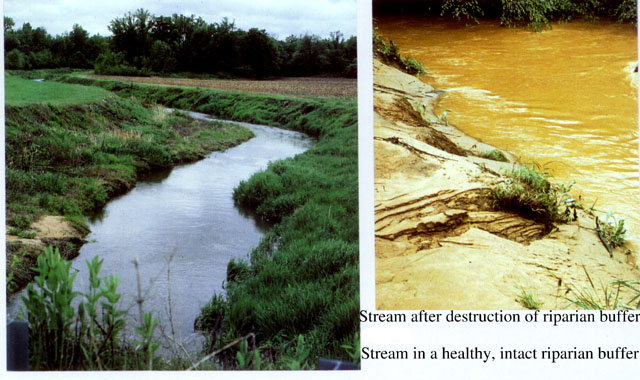 Stream after destruction of riparian buffer
Stream in a healthy, intact riparian buffer